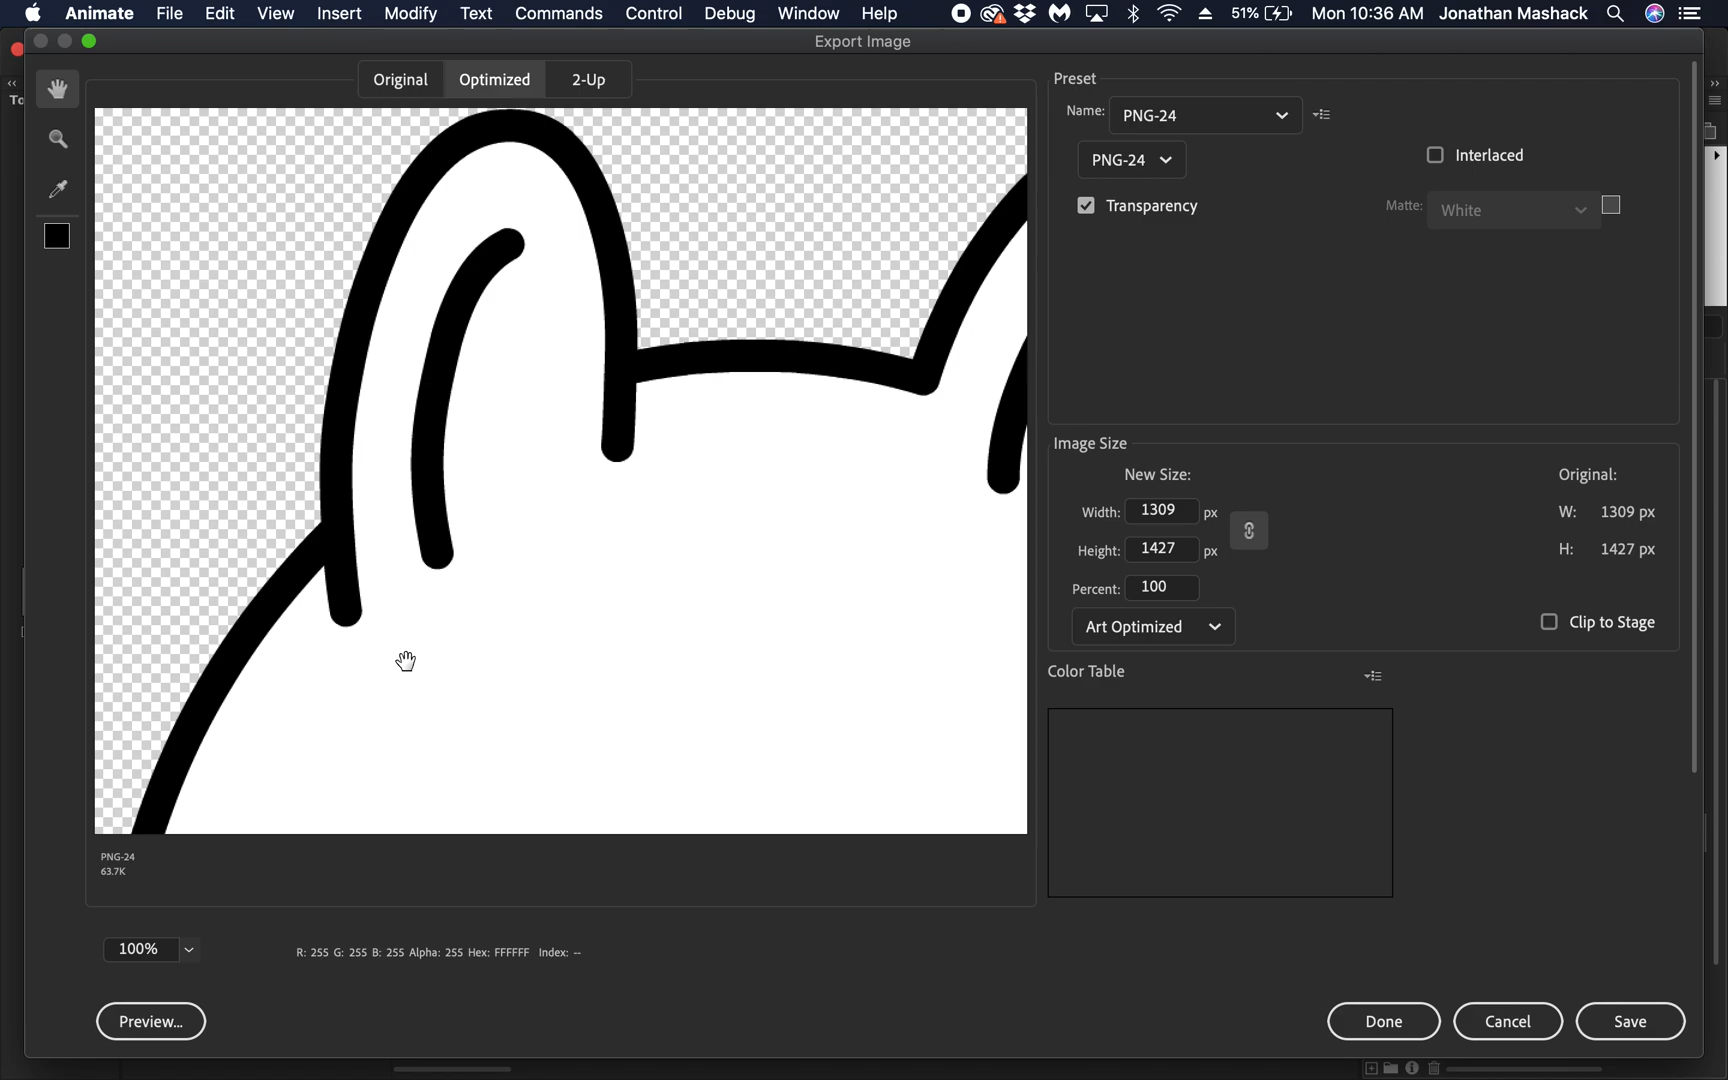 Animate File Edit View Insert Modify Text Commands Control Debug Window Help 51% Mon 10:36 AM Jonathan Mashack
Export Image
To
Original Optimized 2-Up
Preset
Name: PNG-24
PNG-24
Interlaced
Transparency
Matte: White
Image Size
New Size:
Original:
Width: 1309 px
W: 1309 px
Height: 1427 px
H: 1427 px
Percent: 100
Art Optimized
Clip to Stage
Color Table
PNG-24
63.7K
100%
R: 255 G: 255 B: 255 Alpha: 255 Hex: FFFFFF Index: --
Preview...
Done Cancel Save